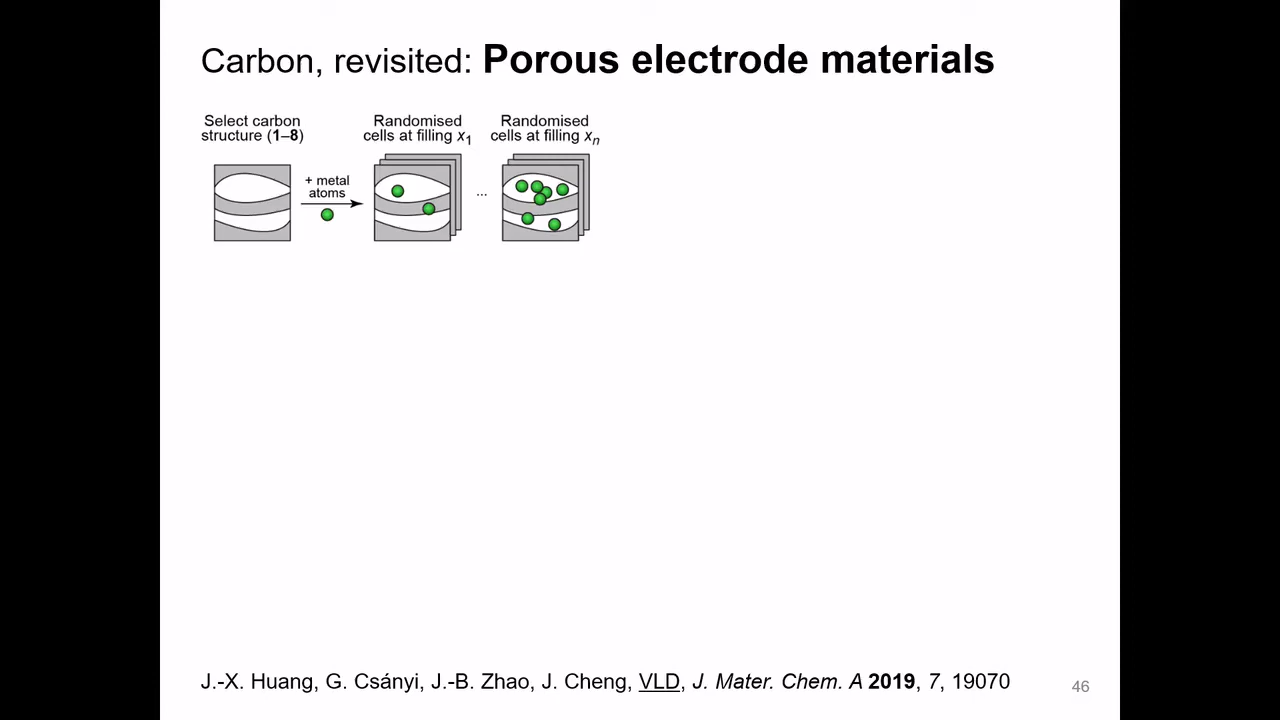 Carbon, revisited: Porous electrode materials
Select carbon
structure (1–8)
+ metal
atoms
Randomised
cells at filling x1
...
Randomised
cells at filling xn
J.-X. Huang, G. Csányi, J.-B. Zhao, J. Cheng, VLD, J. Mater. Chem. A 2019, 7, 19070
46